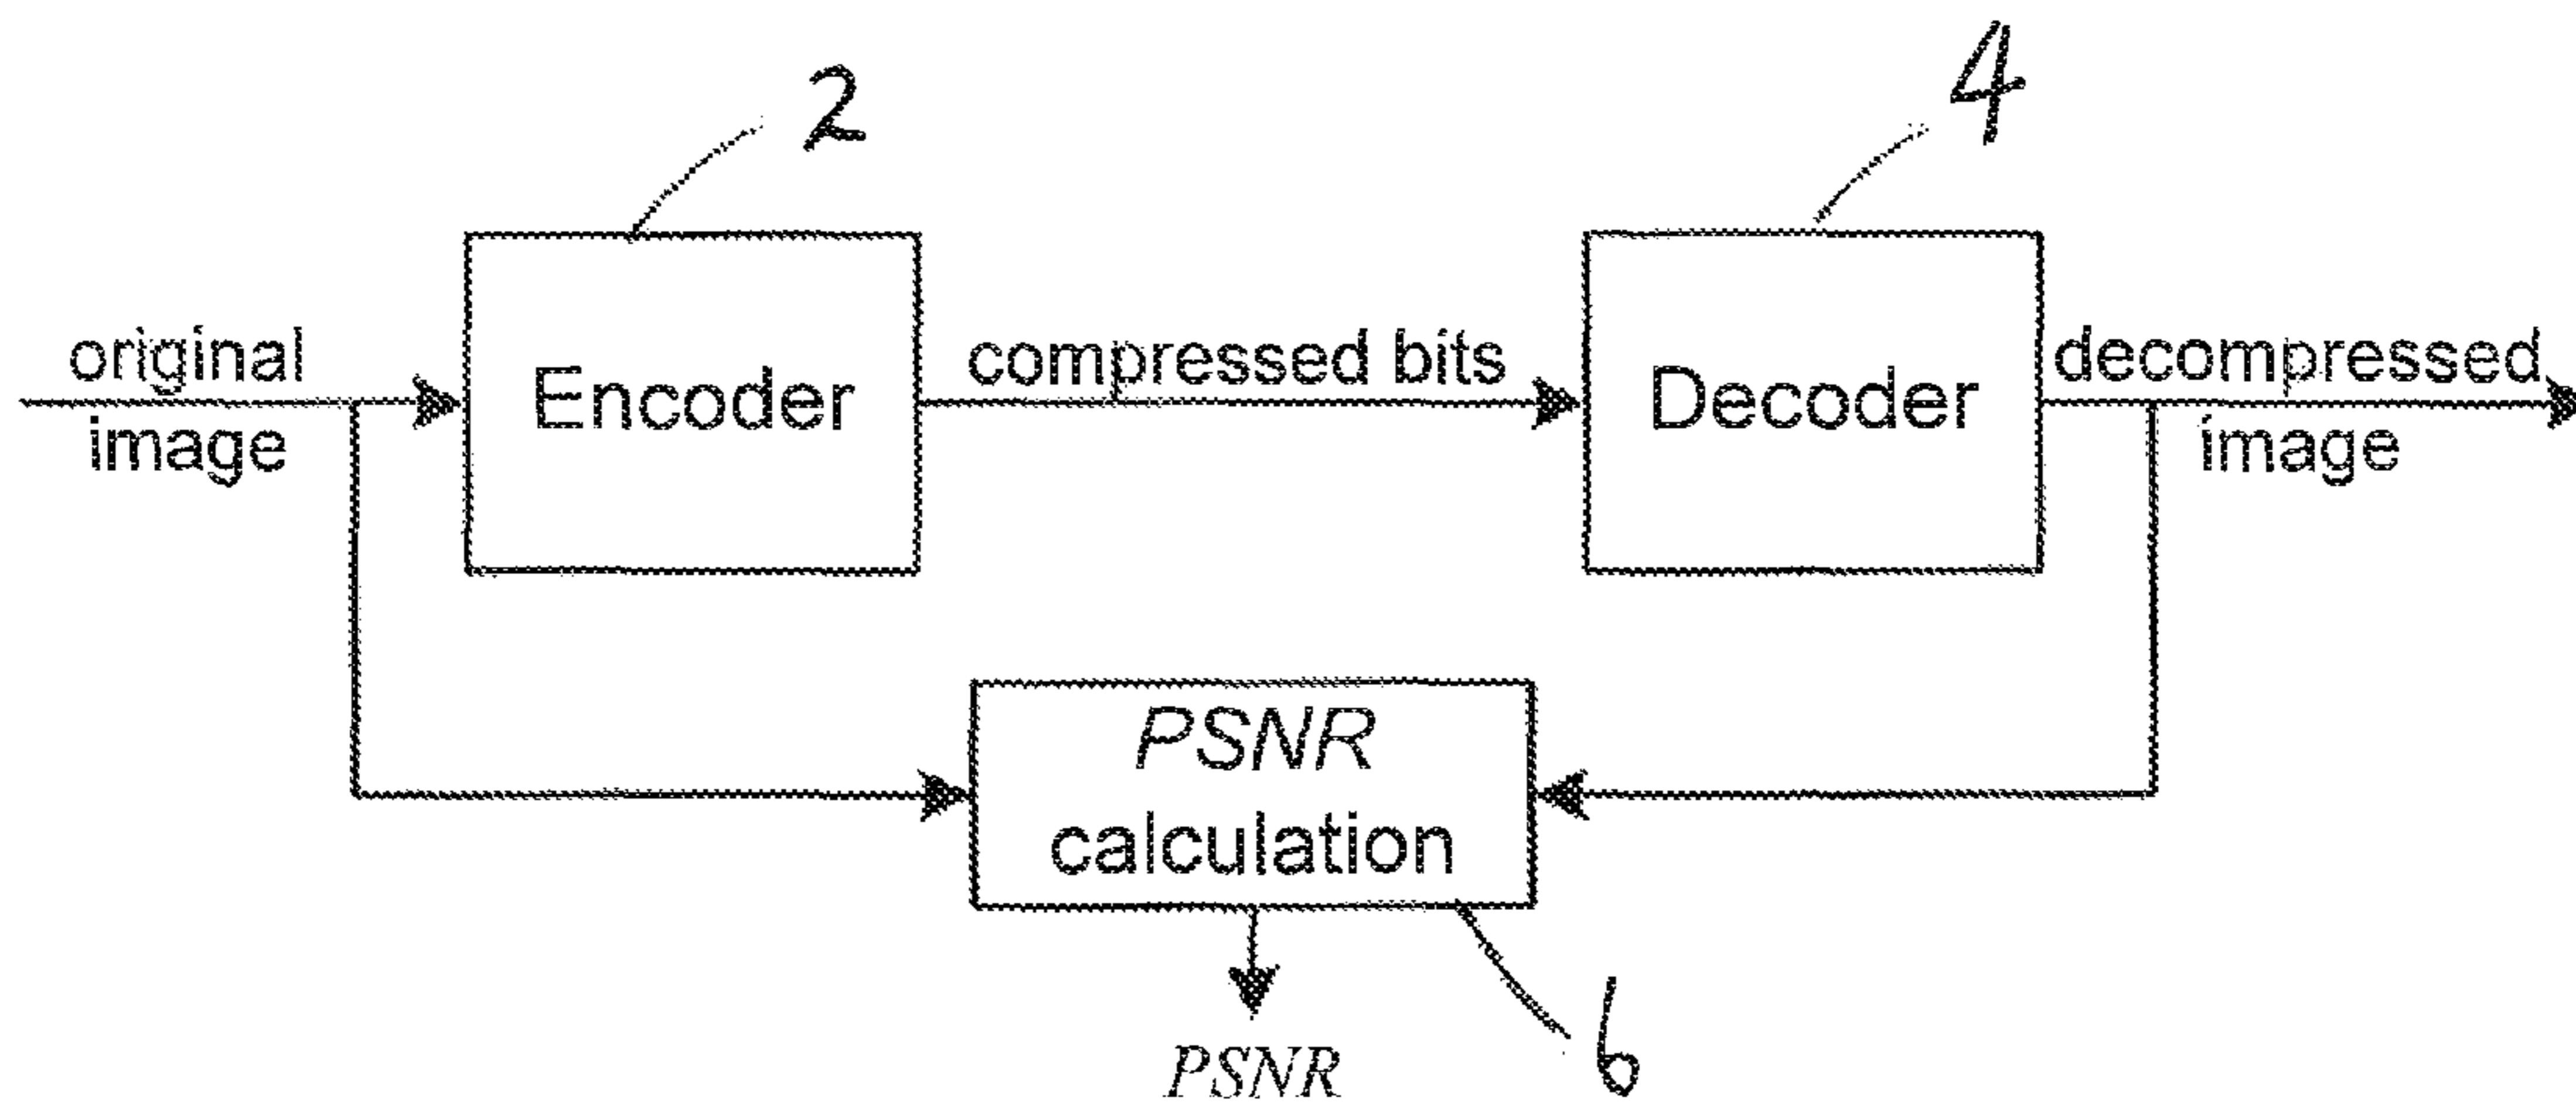 2
4
original
image
Encoder
compressed bits
Decoder
decompressed
image
PSNR
calculation
PSNR
6